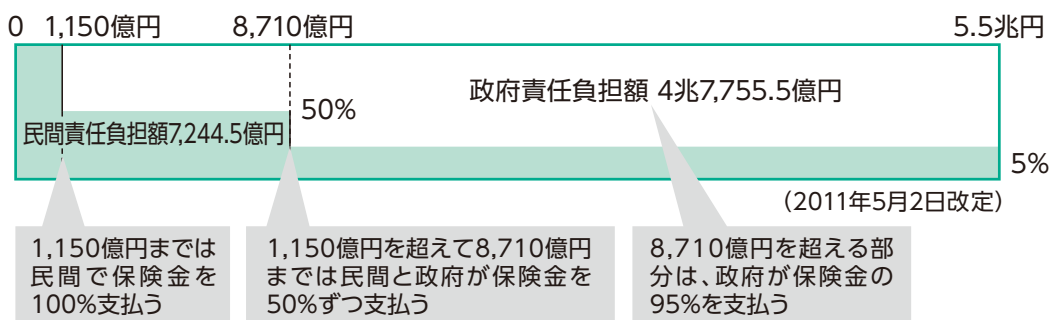 0 1,150億円 8,710億円 5.5兆円
政府責任負担額 4兆7,755.5億円
50%
民間責任負担額7,244.5億円
5%
(2011年5月2日改定)
1,150億円までは
民間で保険金を
100%支払う
1,150億円を超えて8,710億円
までは民間と政府が保険金を
50%ずつ支払う
8,710億円を超える部
分は、政府が保険金の
95%を支払う